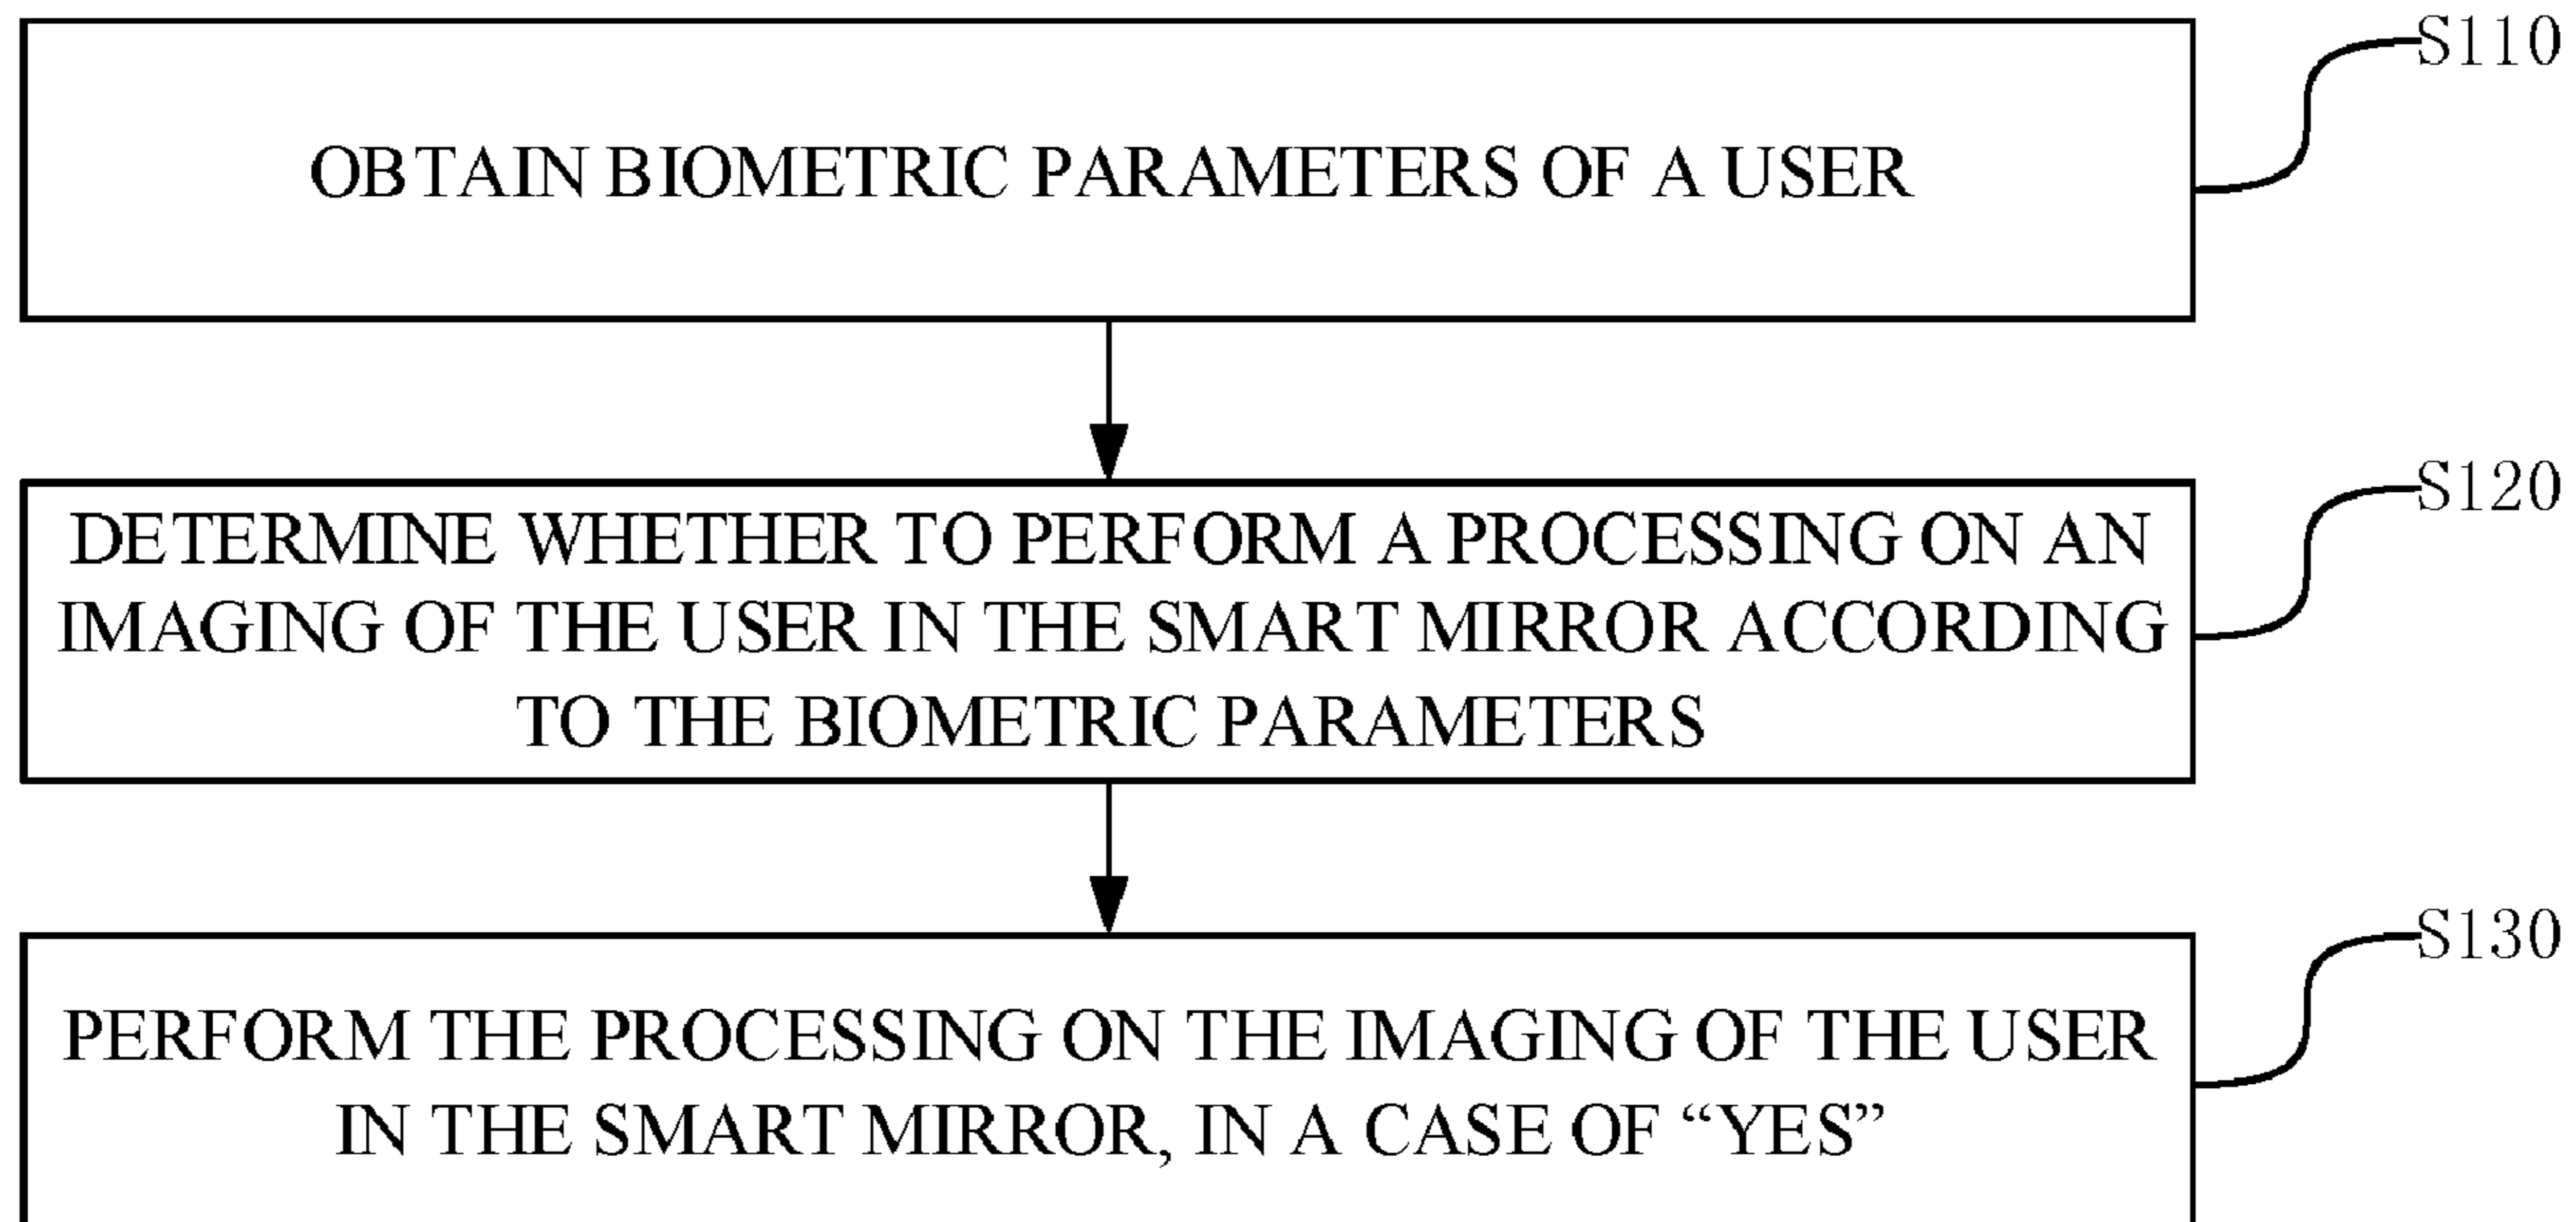 S110
OBTAIN BIOMETRIC PARAMETERS OF A USER
S120
DETERMINE WHETHER TO PERFORM A PROCESSING ON AN
IMAGING OF THE USER IN THE SMART MIRROR ACCORDING
TO THE BIOMETRIC PARAMETERS
S130
PERFORM THE PROCESSING ON THE IMAGING OF THE USER
IN THE SMART MIRROR, IN A CASE OF “YES”